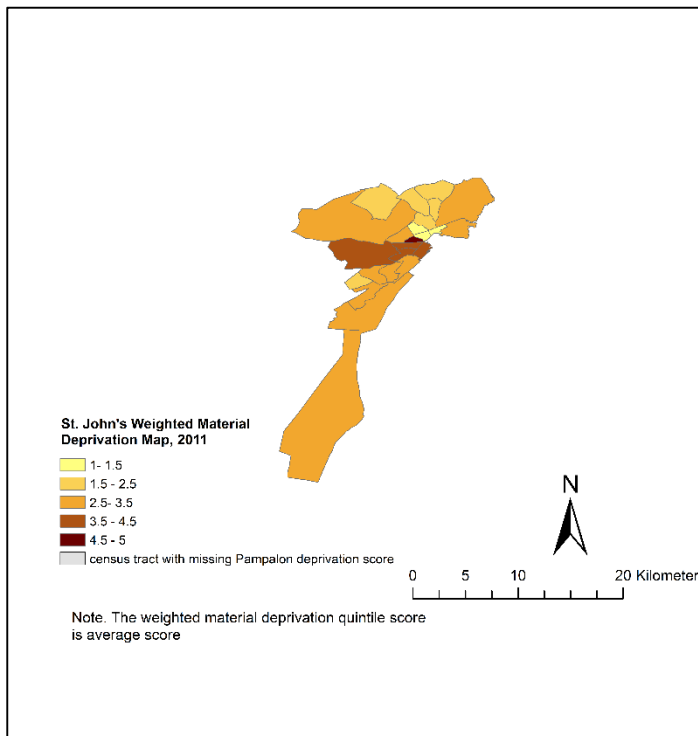 St. John's Weighted Material
Deprivation Map, 2011
1- 1.5
1.5 - 2.5
2.5- 3.5
3.5 - 4.5
4.5 - 5
census tract with missing Pampalon deprivation score
N
0 5 10 20 Kilometer
Note. The weighted material deprivation quintile score
is average score